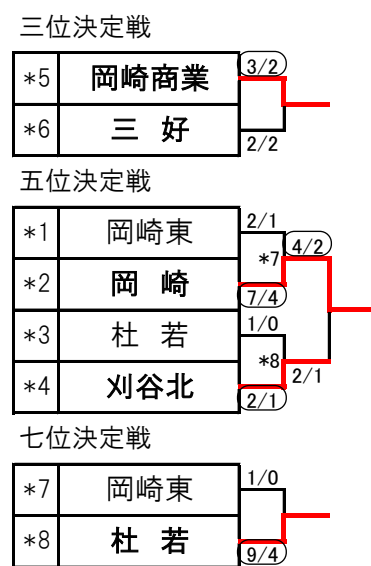 三位決定戦
*5 岡崎商業 3/2
*6 三 好 2/2
五位決定戦
*1 岡崎東 2/1
*7 4/2
*2 岡 崎 7/4
*3 杜 若 1/0
*8 2/1
*4 刈谷北 2/1
七位決定戦
*7 岡崎東 1/0
*8 杜 若 9/4